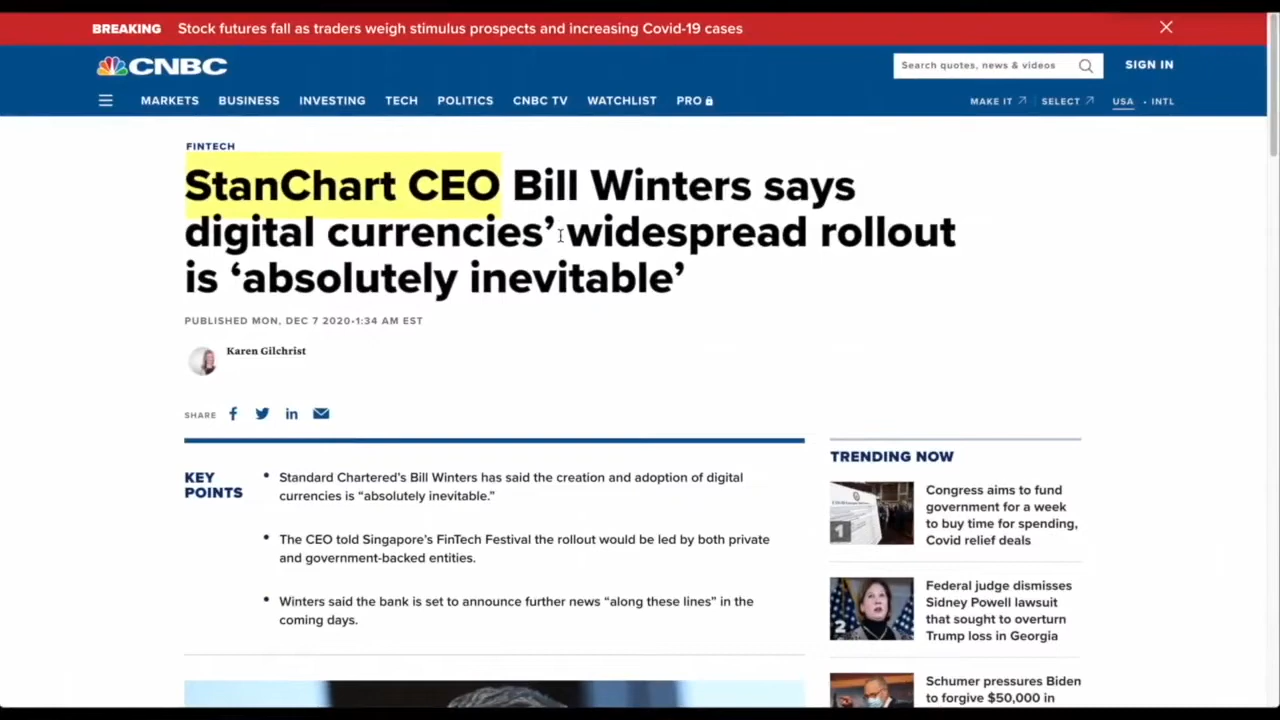 BREAKING Stock futures fall as traders weigh stimulus prospects and increasing Covid-19 cases
CNBC
Search quotes, news & videos
SIGN IN
MARKETS BUSINESS INVESTING TECH POLITICS CNBC TV WATCHLIST PRO
MAKE IT SELECT USA • INTL
FINTECH
StanChart CEO Bill Winters says
digital currencies’ widespread rollout
is ‘absolutely inevitable’
PUBLISHED MON, DEC 7 2020•1:34 AM EST
Karen Gilchrist
SHARE
KEY
POINTS
Standard Chartered’s Bill Winters has said the creation and adoption of digital
currencies is “absolutely inevitable.”
The CEO told Singapore’s FinTech Festival the rollout would be led by both private
and government-backed entities.
Winters said the bank is set to announce further news “along these lines” in the
coming days.
TRENDING NOW
1
Congress aims to fund
government for a week
to buy time for spending,
Covid relief deals
2
Federal judge dismisses
Sidney Powell lawsuit
that sought to overturn
Trump loss in Georgia
Schumer pressures Biden
to forgive $50,000 in